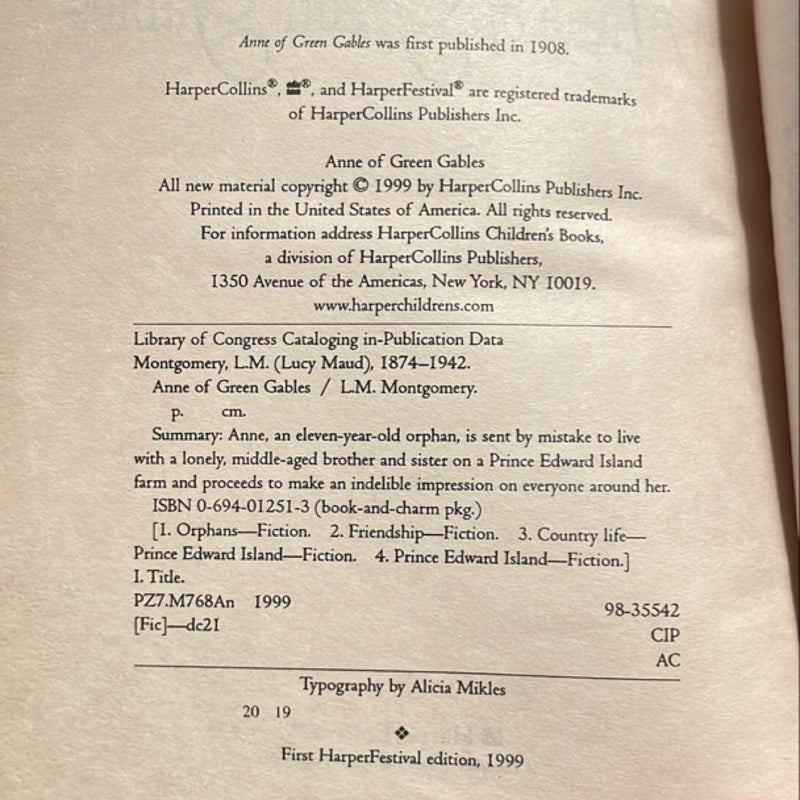 Anne of Green Gables was first published in 1908.
HarperCollins®, ®, and HarperFestival® are registered trademarks
of HarperCollins Publishers Inc.
Anne of Green Gables
All new material copyright © 1999 by HarperCollins Publishers Inc.
Printed in the United States of America. All rights reserved.
For information address HarperCollins Children's Books,
a division of HarperCollins Publishers,
1350 Avenue of the Americas, New York, NY 10019.
www.harperchildrens.com
Library of Congress Cataloging in-Publication Data
Montgomery, L.M. (Lucy Maud), 1874–1942.
Anne of Green Gables / L.M. Montgomery.
p. cm.
Summary: Anne, an eleven-year-old orphan, is sent by mistake to live
with a lonely, middle-aged brother and sister on a Prince Edward Island
farm and proceeds to make an indelible impression on everyone around her.
ISBN 0-694-01251-3 (book-and-charm pkg.)
[1. Orphans—Fiction. 2. Friendship—Fiction. 3. Country life—
Prince Edward Island—Fiction. 4. Prince Edward Island—Fiction.]
I. Title.
PZ7.M768An 1999 98-35542
[Fic]—dc21 CIP
AC
Typography by Alicia Mikles
20 19
❖
First HarperFestival edition, 1999